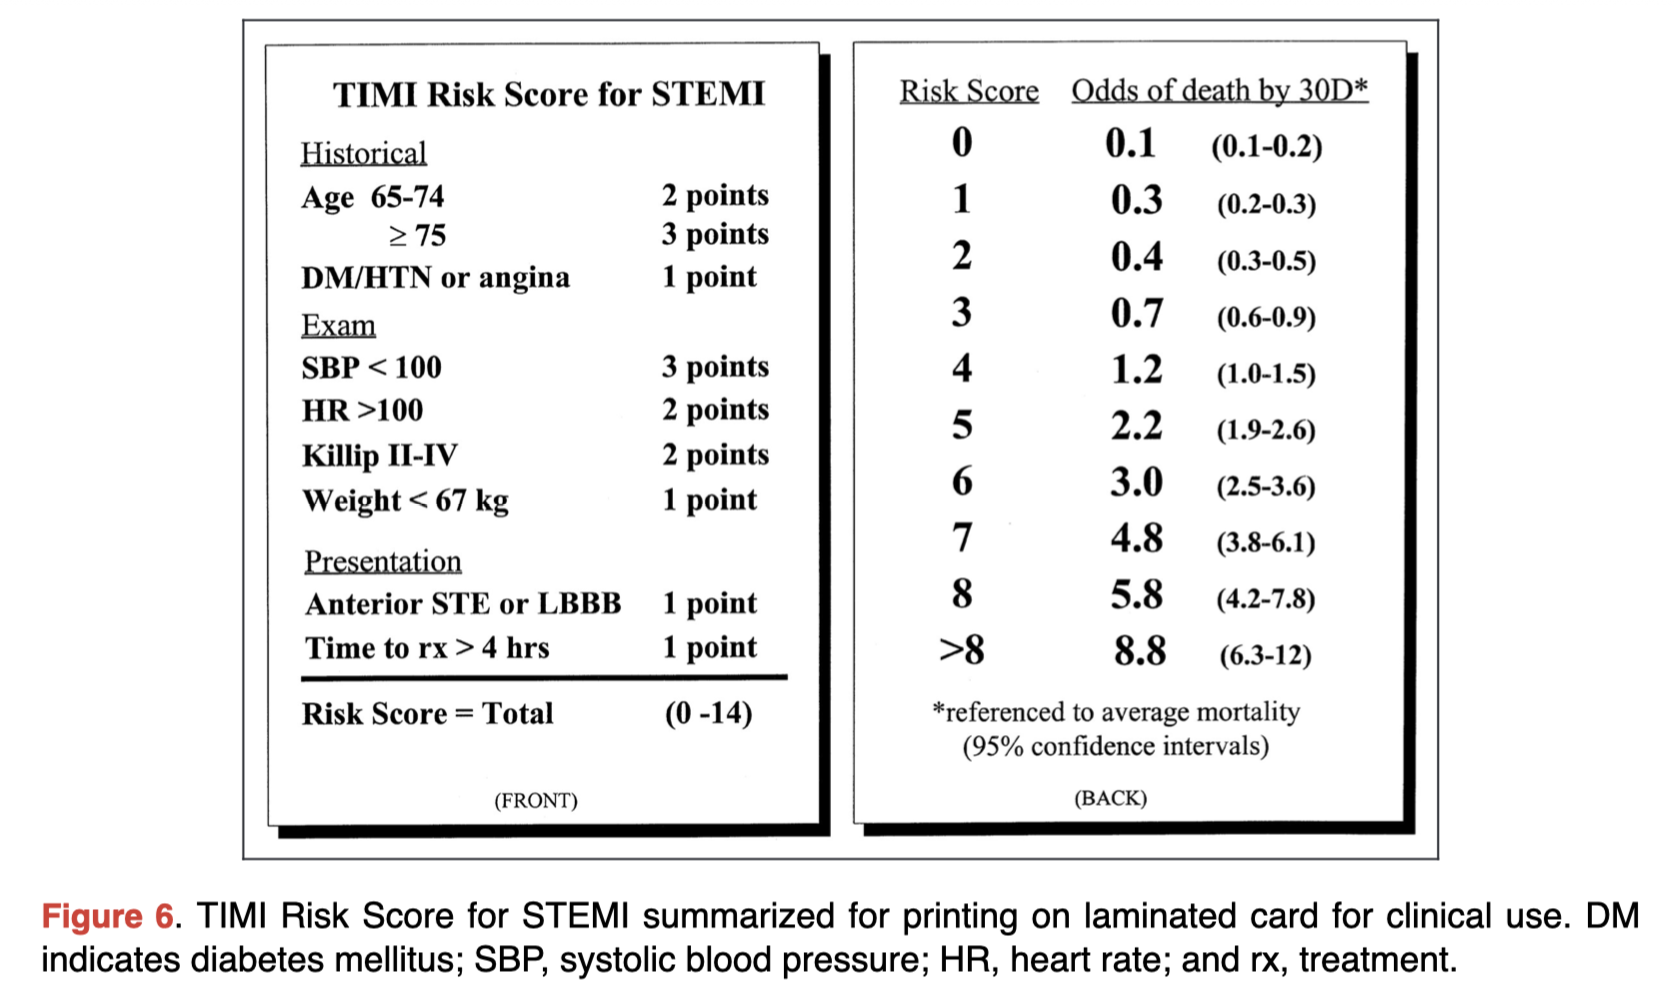 TIMI Risk Score for STEMI
Historical
Age 65-74 2 points
≥ 75 3 points
DM/HTN or angina 1 point
Exam
SBP < 100 3 points
HR >100 2 points
Killip II-IV 2 points
Weight < 67 kg 1 point
Presentation
Anterior STE or LBBB 1 point
Time to rx > 4 hrs 1 point
Risk Score = Total (0 -14)
(FRONT)
Risk Score Odds of death by 30D*
0 0.1 (0.1-0.2)
1 0.3 (0.2-0.3)
2 0.4 (0.3-0.5)
3 0.7 (0.6-0.9)
4 1.2 (1.0-1.5)
5 2.2 (1.9-2.6)
6 3.0 (2.5-3.6)
7 4.8 (3.8-6.1)
8 5.8 (4.2-7.8)
>8 8.8 (6.3-12)
*referenced to average mortality
(95% confidence intervals)
(BACK)
Figure 6. TIMI Risk Score for STEMI summarized for printing on laminated card for clinical use. DM
indicates diabetes mellitus; SBP, systolic blood pressure; HR, heart rate; and rx, treatment.